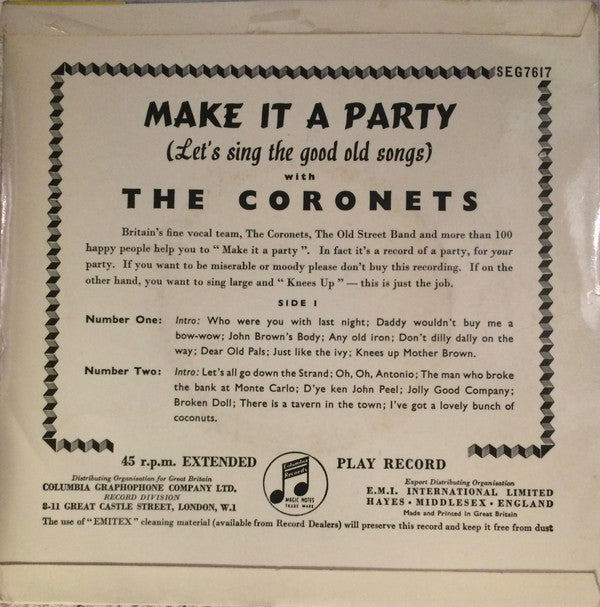 SEG7617
MAKE IT A PARTY
(Let's sing the good old songs)
with
THE CORONETS
Britain's fine vocal team, The Coronets, The Old Street Band and more than 100
happy people help you to "Make it a party". In fact it's a record of a party, for your
party. If you want to be miserable or moody please don't buy this recording. If on the
other hand, you want to sing large and "Knees Up" — this is just the job.
SIDE I
Number One: Intro: Who were you with last night; Daddy wouldn't buy me a
bow-wow; John Brown's Body; Any old iron; Don't dilly dally on the
way; Dear Old Pals; Just like the ivy; Knees up Mother Brown.
Number Two: Intro: Let's all go down the Strand; Oh, Oh, Antonio; The man who broke
the bank at Monte Carlo; D'ye ken John Peel; Jolly Good Company;
Broken Doll; There is a tavern in the town; I've got a lovely bunch of
coconuts.
45 r.p.m. EXTENDED PLAY RECORD
Distributing Organisation for Great Britain
COLUMBIA GRAPHOPHONE COMPANY LTD.
RECORD DIVISION
8-11 GREAT CASTLE STREET, LONDON, W.1
Columbia
Records
MAGIC NOTES
TRADE MARK
Export Distributing Organisation
E.M.I. INTERNATIONAL LIMITED
HAYES · MIDDLESEX · ENGLAND
Made and Printed in Great Britain
The use of "EMITEX" cleaning material (available from Record Dealers) will preserve this record and keep it free from dust